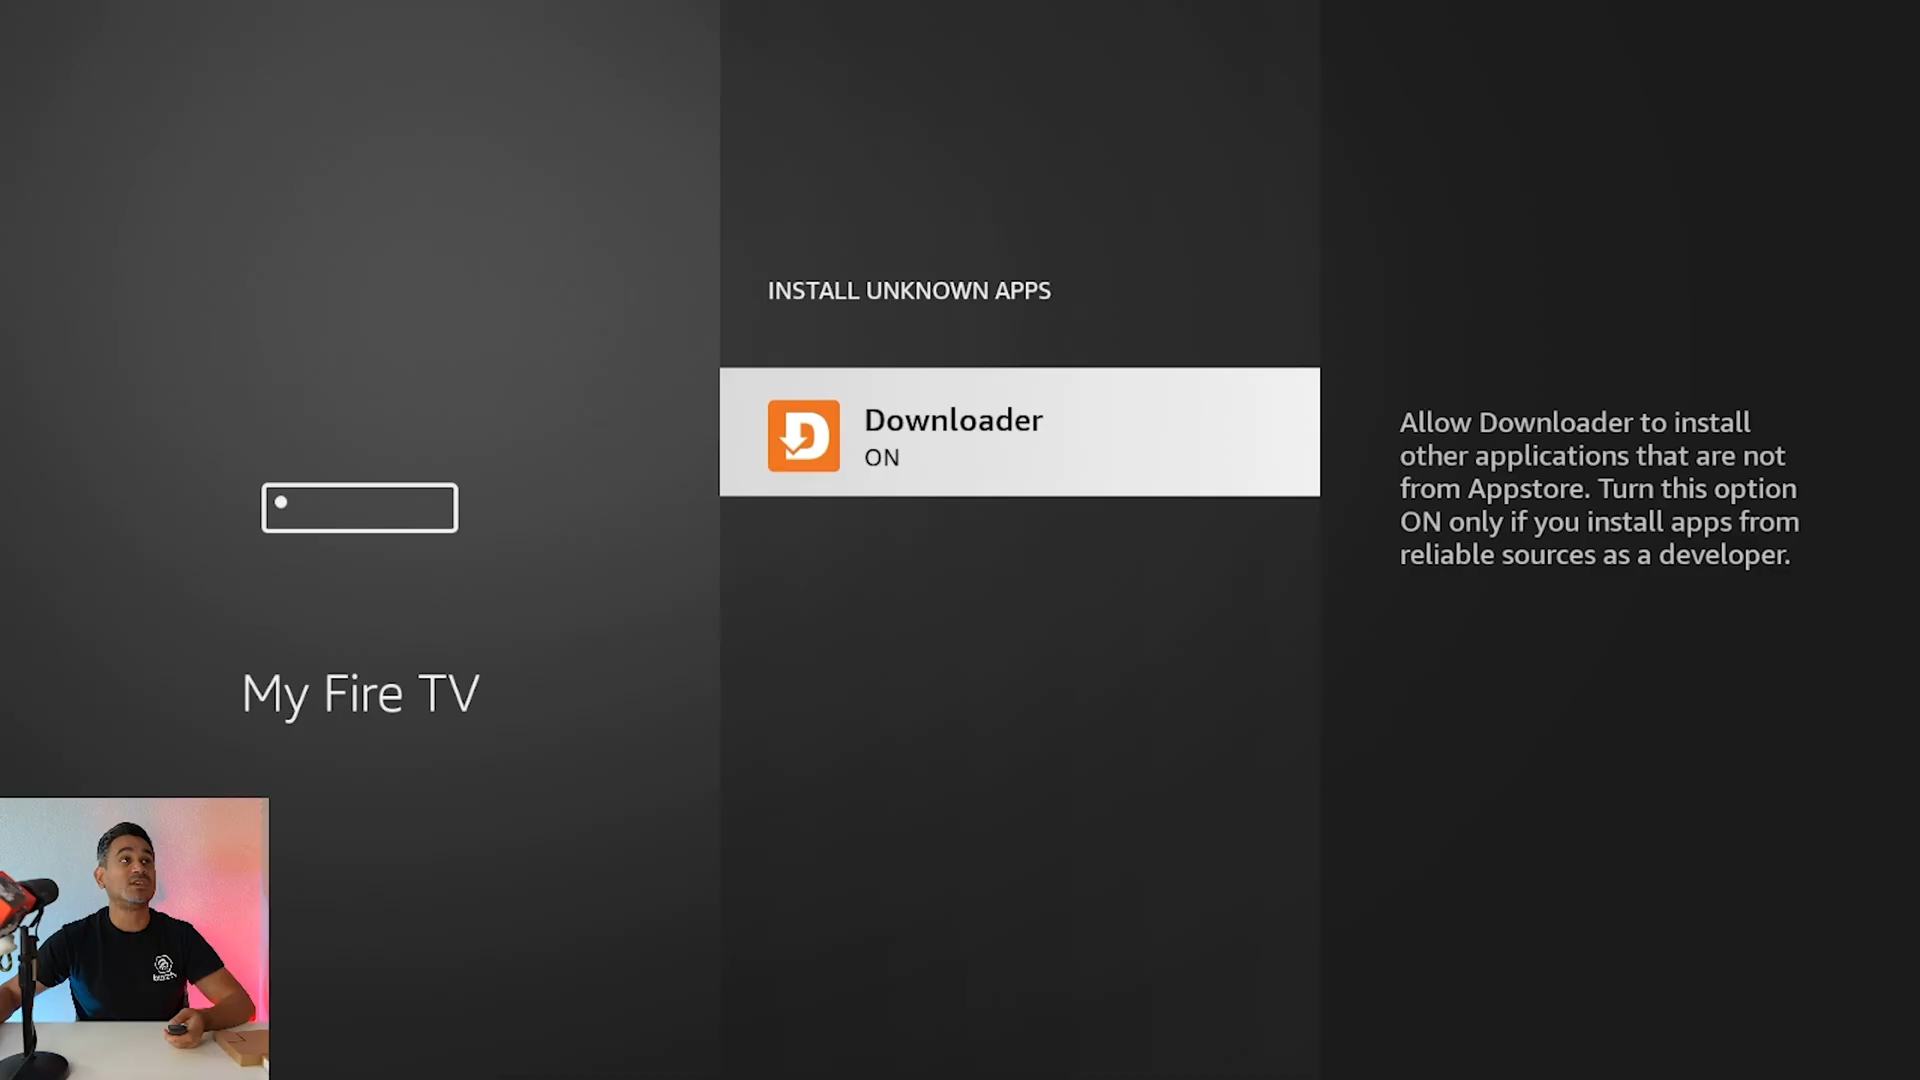 INSTALL UNKNOWN APPS
Downloader
ON
Allow Downloader to install
other applications that are not
from Appstore. Turn this option
ON only if you install apps from
reliable sources as a developer.
My Fire TV